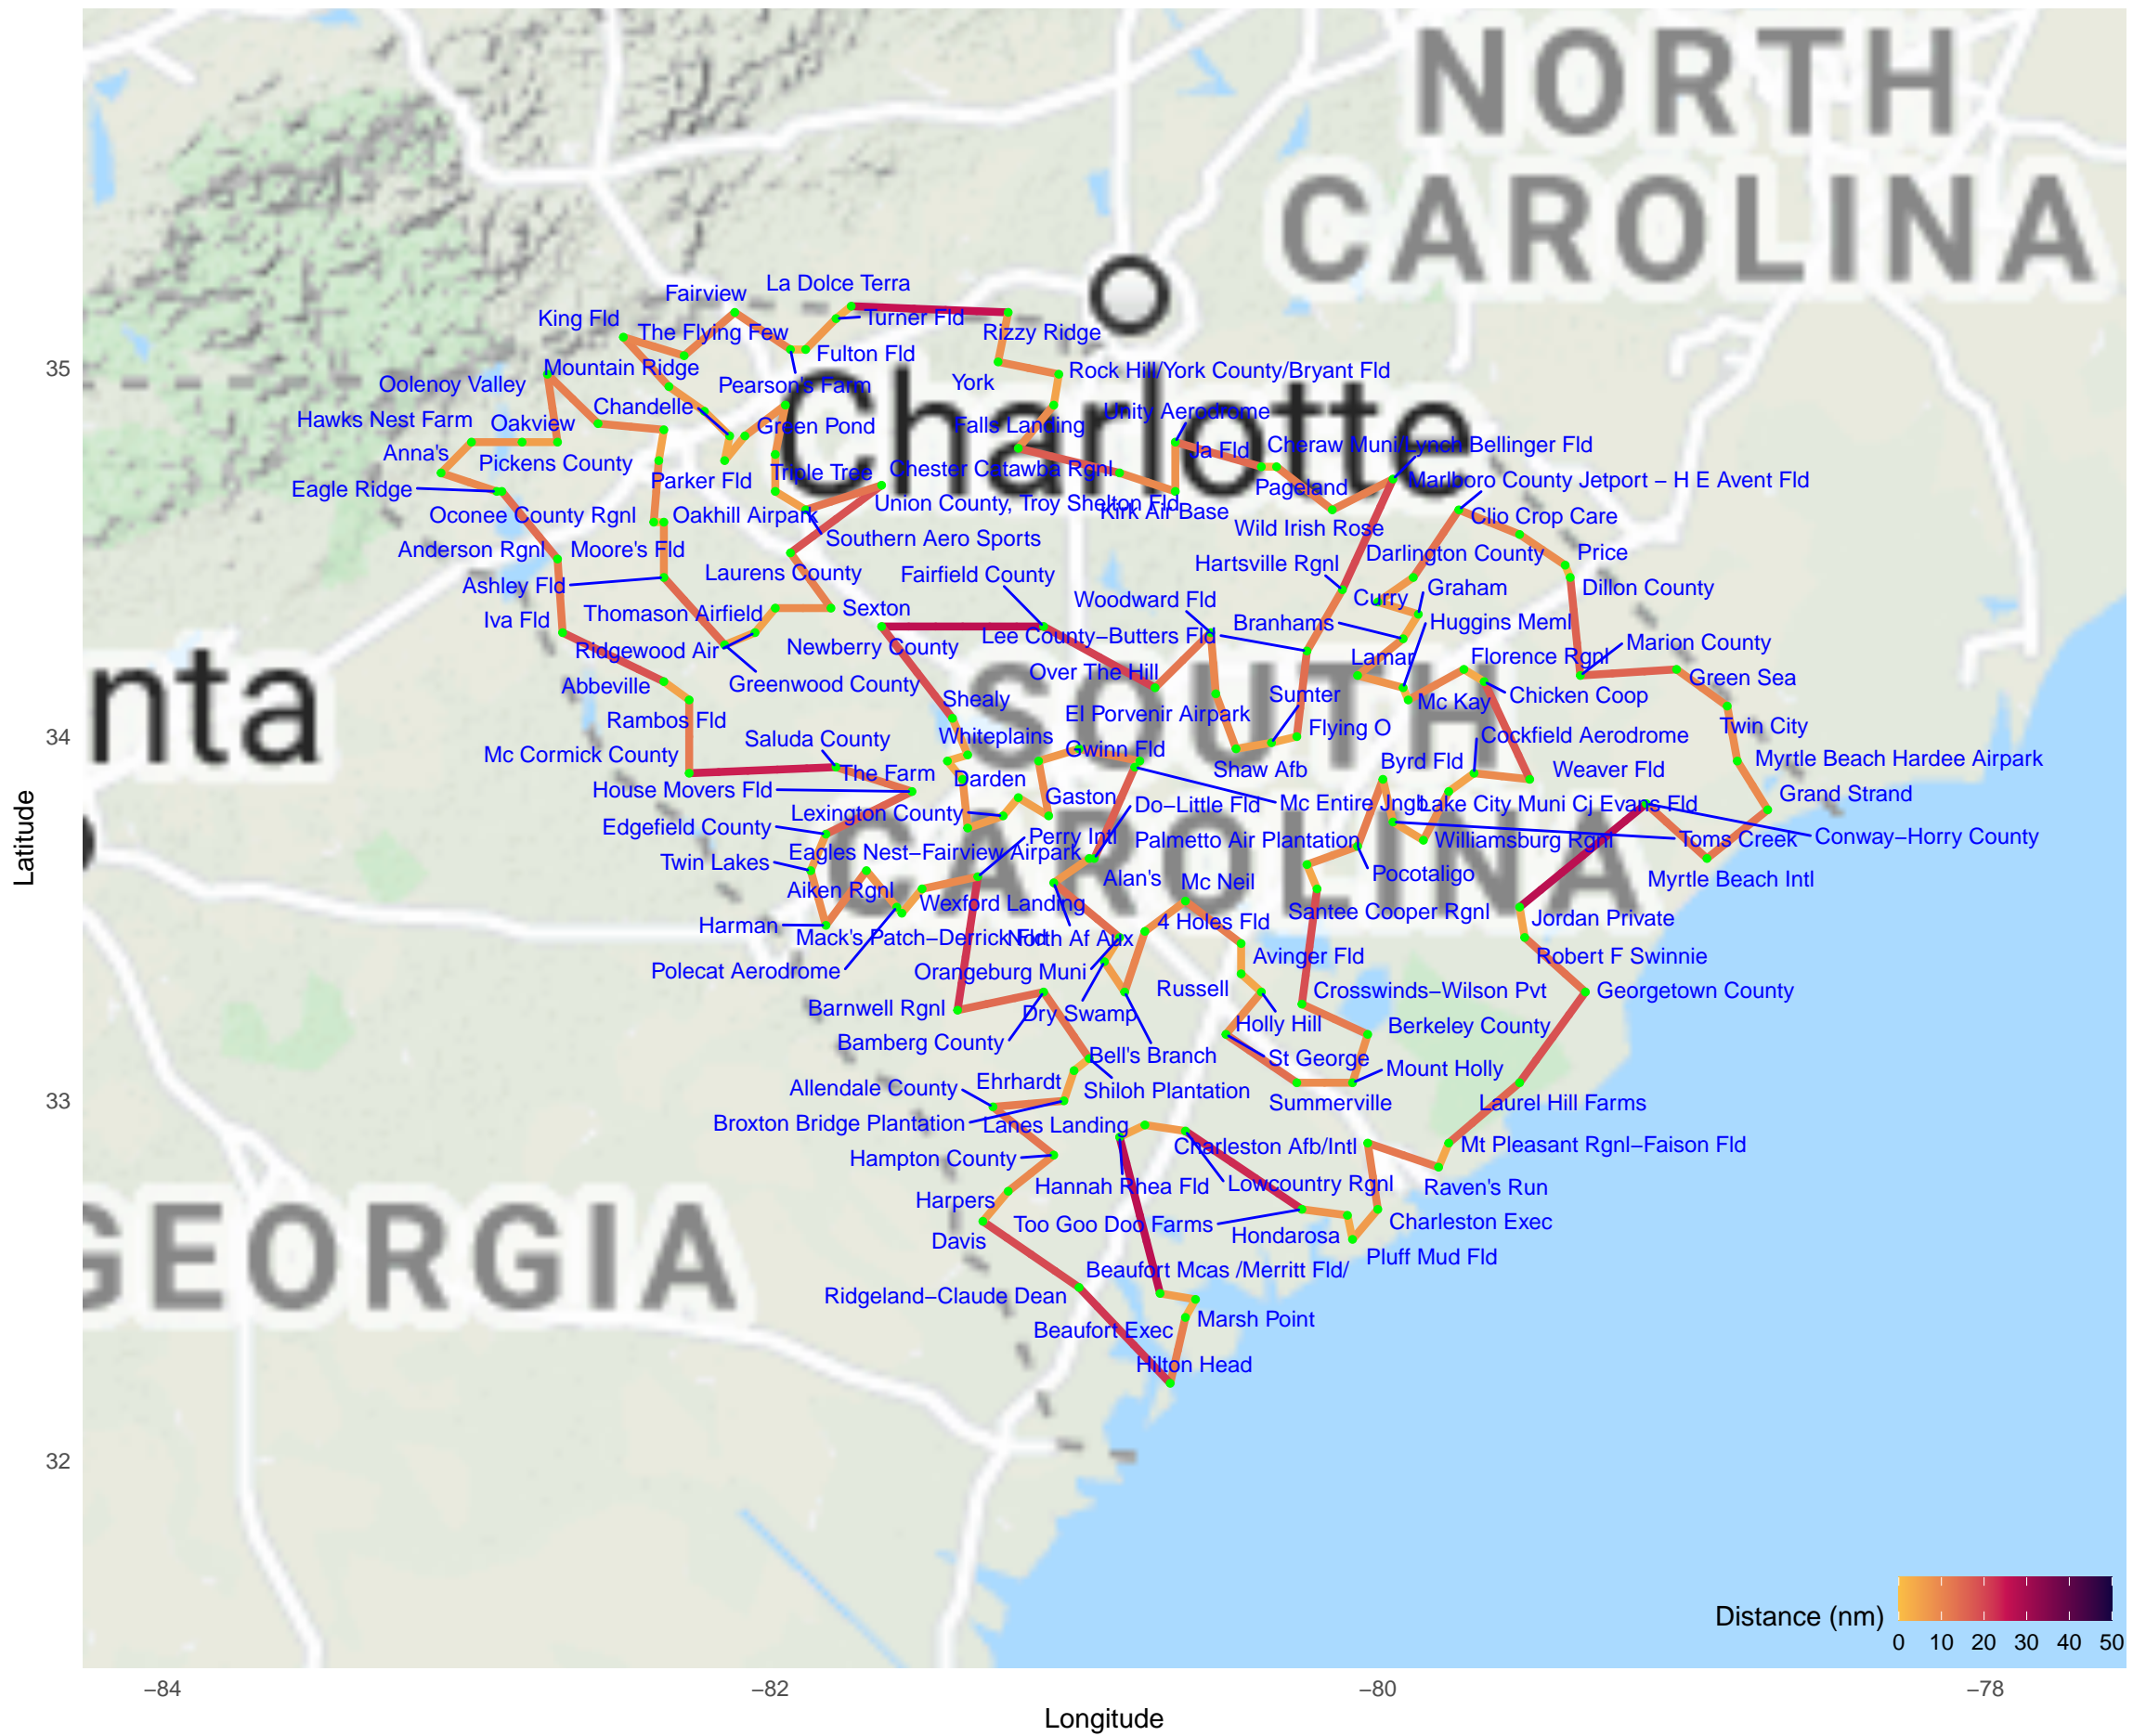 NORTH
CAROLINA
La Dolce Terra
Fairview
King Fld
Turner Fld
The Flying Few
Rizzy Ridge
Fulton Fld
Mountain Ridge
Rock Hill/York County/Bryant Fld
Oolenoy Valley
Pearson's Farm
York
35
Chandelle
Charlotte
Unity Aerodrome
Hawks Nest Farm
Oakview
Green Pond
Falls Landing
Ja Fld
Cheraw Muni/Lynch Bellinger Fld
Anna's
Pickens County
Triple Tree
Chester Catawba Rgnl
Parker Fld
Marlboro County Jetport – H E Avent Fld
Eagle Ridge
Pageland
Union County, Troy Shelton Fld
Kirk Air Base
Oconee County Rgnl
Oakhill Airpark
Clio Crop Care
Wild Irish Rose
Southern Aero Sports
Anderson Rgnl
Moore's Fld
Darlington County
Price
Hartsville Rgnl
Laurens County
Fairfield County
Ashley Fld
Graham
Dillon County
Curry
Woodward Fld
Thomason Airfield
Sexton
Iva Fld
Branhams
Huggins Meml
Lee County–Butters Fld
Marion County
Ridgewood Air
Newberry County
Lamar
Florence Rgnl
Over The Hill
Green Sea
Abbeville
Greenwood County
nta
SOUTH
Shealy
Sumter
Chicken Coop
Mc Kay
El Porvenir Airpark
Rambos Fld
Twin City
Flying O
34
Saluda County
Whiteplains
Cockfield Aerodrome
Gwinn Fld
Mc Cormick County
Myrtle Beach Hardee Airpark
Byrd Fld
Shaw Afb
Weaver Fld
The Farm
Darden
House Movers Fld
Grand Strand
Gaston
Do–Little Fld
Mc Entire Jngb
Lake City Muni Cj Evans Fld
Lexington County
Edgefield County
Perry Intl
Conway–Horry County
Palmetto Air Plantation
Williamsburg Rgnl
Toms Creek
CAROLINA
Eagles Nest–Fairview Airpark
Twin Lakes
Pocotaligo
Alan's
Mc Neil
Myrtle Beach Intl
Aiken Rgnl
Wexford Landing
Santee Cooper Rgnl
Jordan Private
4 Holes Fld
Harman
Mack's Patch–Derrick Fld
North Af Aux
Avinger Fld
Robert F Swinnie
Polecat Aerodrome
Orangeburg Muni
Russell
Crosswinds–Wilson Pvt
Georgetown County
Barnwell Rgnl
Dry Swamp
Holly Hill
Berkeley County
Bamberg County
Bell's Branch
St George
Mount Holly
Allendale County
Ehrhardt
Shiloh Plantation
33
Summerville
Laurel Hill Farms
Broxton Bridge Plantation
Lanes Landing
Charleston Afb/Intl
Mt Pleasant Rgnl–Faison Fld
Hampton County
Hannah Rhea Fld
Lowcountry Rgnl
Raven's Run
Harpers
Too Goo Doo Farms
Charleston Exec
GEORGIA
Davis
Hondarosa
Pluff Mud Fld
Beaufort Mcas /Merritt Fld/
Ridgeland–Claude Dean
Marsh Point
Beaufort Exec
Hilton Head
32
Latitude
Distance (nm)
0 10 20 30 40 50
–84 –82 –80 –78
Longitude